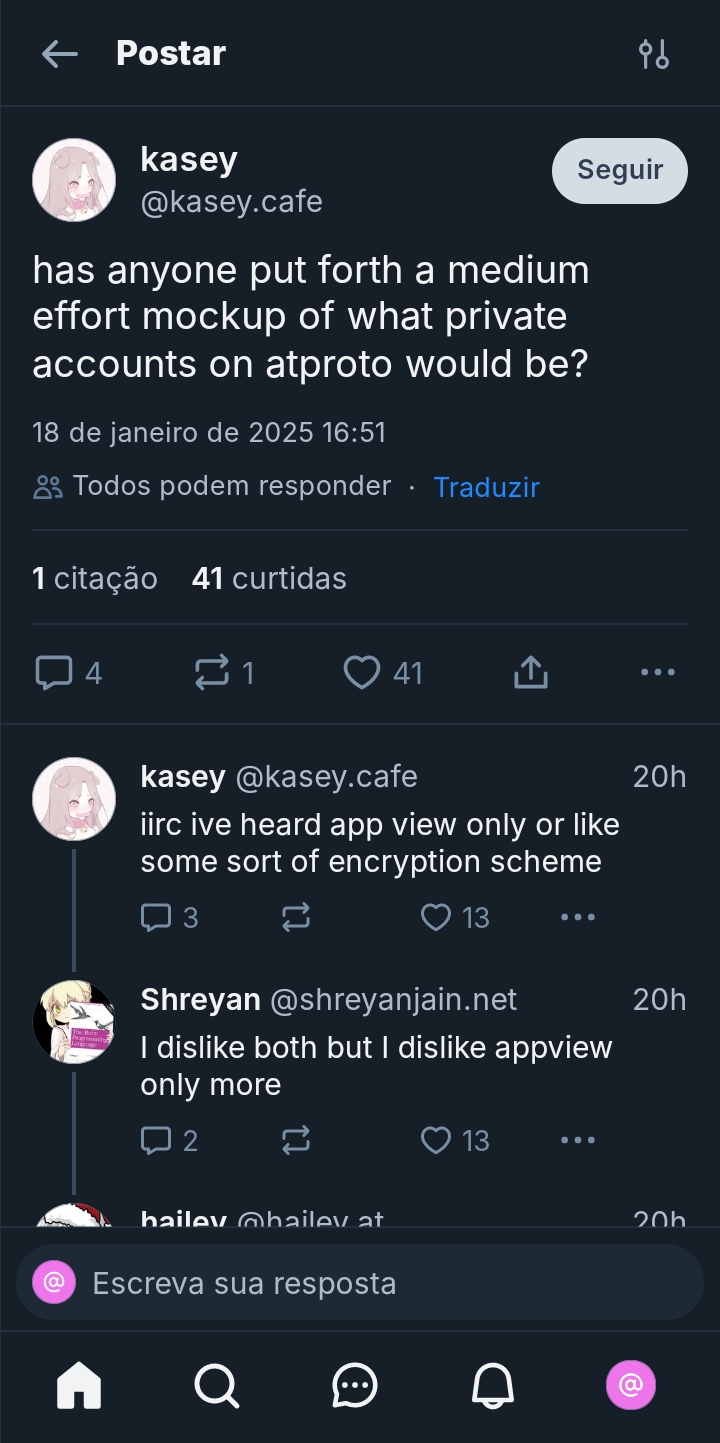 Postar
kasey
@kasey.cafe
Seguir
has anyone put forth a medium
effort mockup of what private
accounts on atproto would be?
18 de janeiro de 2025 16:51
Todos podem responder · Traduzir
1 citação 41 curtidas
4 1 41
kasey @kasey.cafe 20h
iirc ive heard app view only or like
some sort of encryption scheme
3 13
Shreyan @shreyanjain.net 20h
The Ruby
Programming
Language
I dislike both but I dislike appview
only more
2 13
hailey @hailey.at 20h
@ Escreva sua resposta
@